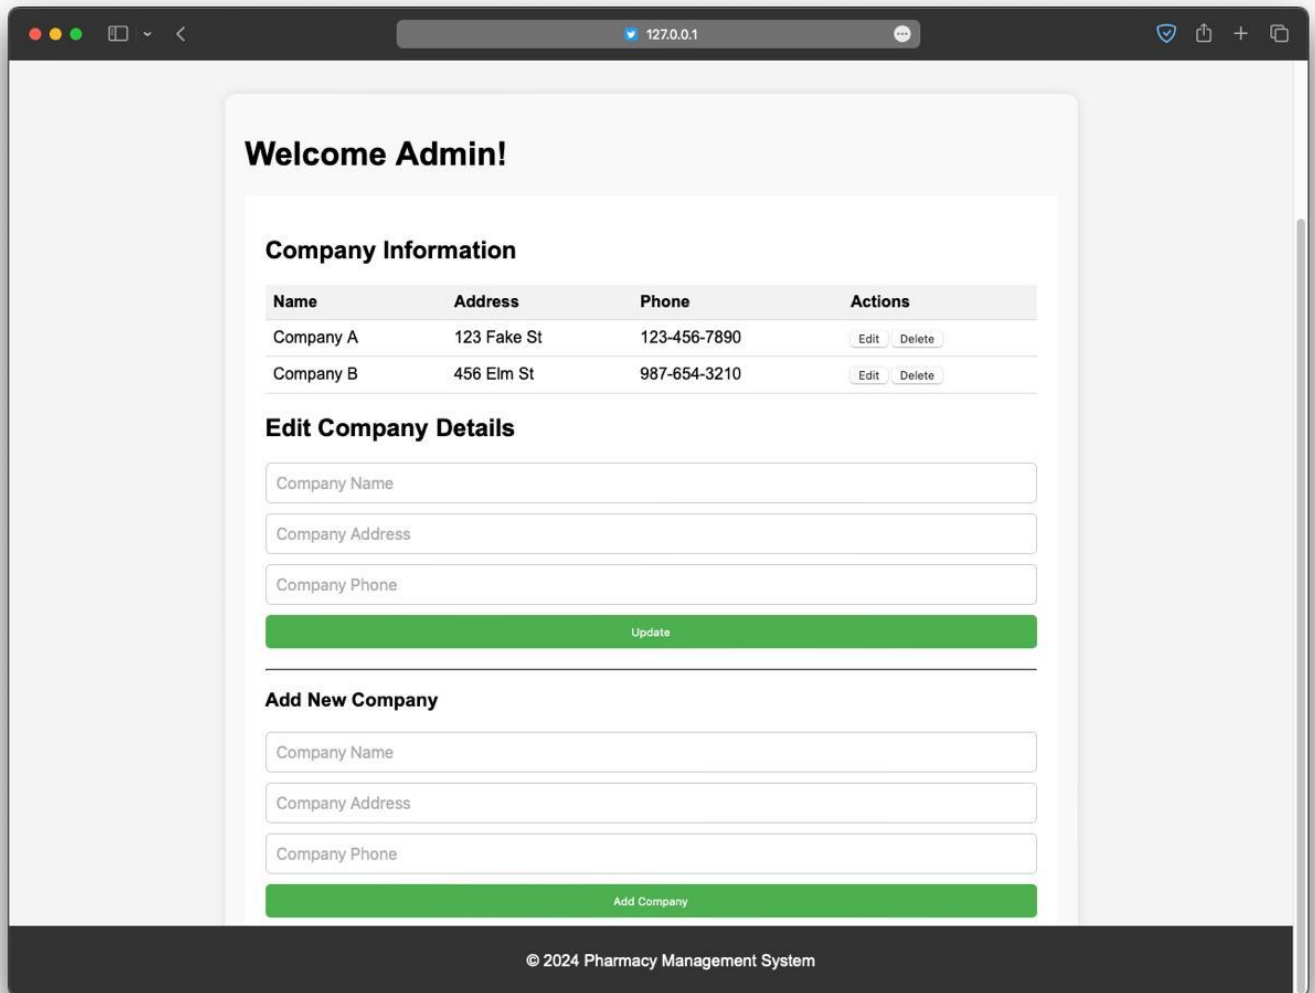 127.0.0.1
Welcome Admin!
Company Information
Name Address Phone Actions
Company A 123 Fake St 123-456-7890 Edit Delete
Company B 456 Elm St 987-654-3210 Edit Delete
Edit Company Details
Company Name
Company Address
Company Phone
Update
Add New Company
Company Name
Company Address
Company Phone
Add Company
© 2024 Pharmacy Management System